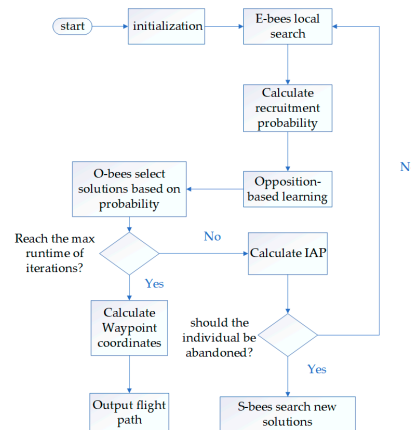 start
initialization
E-bees local
search
Calculate
recruitment
probability
N
Opposition-
based learning
O-bees select
solutions based on
probability
Reach the max
runtime of
iterations?
No
Calculate IAP
Yes
Calculate
Waypoint
coordinates
should the
individual be
abandoned?
Yes
Output flight
path
S-bees search new
solutions